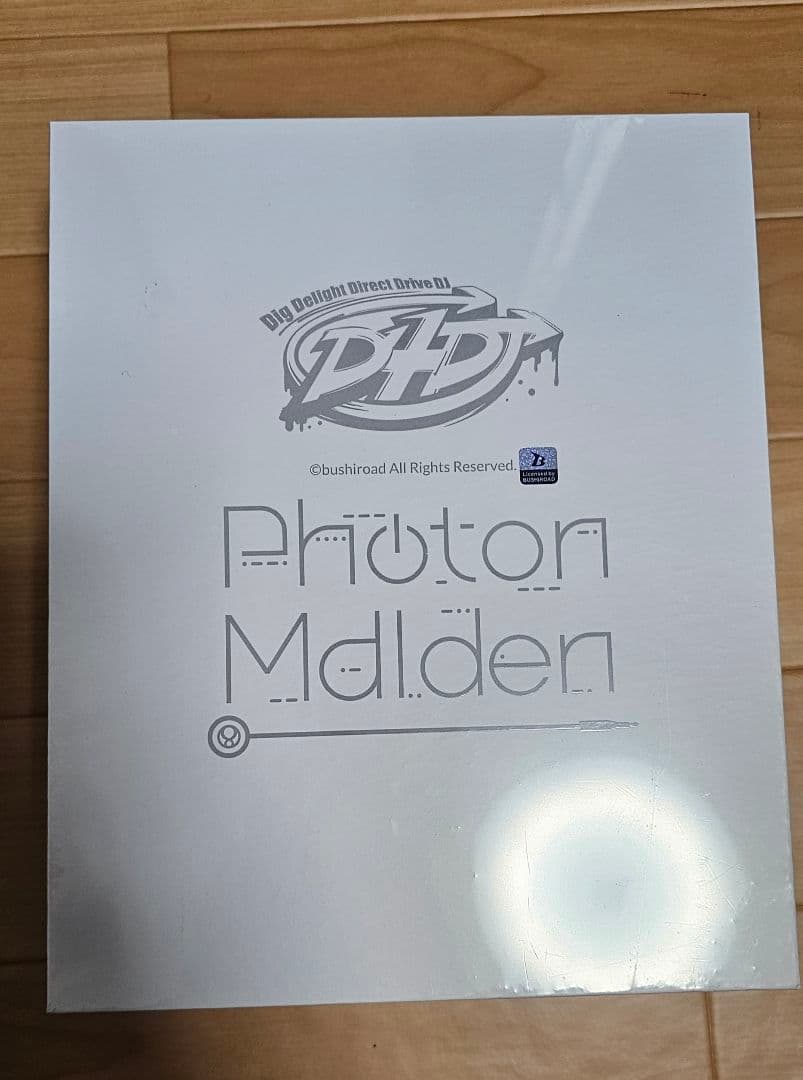 Dig Delight Direct Drive DJ
D4DJ
©bushiroad All Rights Reserved.
B
Licensed by
BUSHIROAD
Photon
Maiden